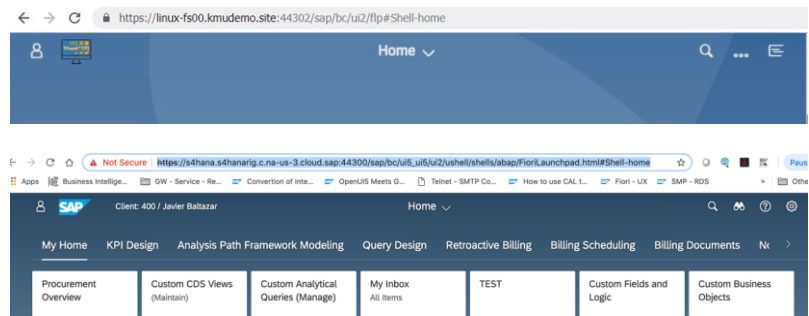 https://linux-fs00.kmudemo.site:44302/sap/bc/ui2/flp#Shell-home
Home
Not Secure https://s4hana.s4hanarig.c.na-us-3.cloud.sap:44300/sap/bc/ui5_ui5/ui2/ushell/shells/abap/FioriLaunchpad.html#Shell-home Paus
Apps Business Intellige... GW - Service - Re... Convertion of Inte... OpenUI5 Meets G... Telnet - SMTP Co... How to use CAL t... Fiori - UX SMP - RDS » Othe
SAP Client: 400 / Javier Baltazar Home
My Home KPI Design Analysis Path Framework Modeling Query Design Retroactive Billing Billing Scheduling Billing Documents
Procurement Custom CDS Views Custom Analytical My Inbox TEST Custom Fields and Custom Business
Overview (Maintain) Queries (Manage) All Items Logic Objects